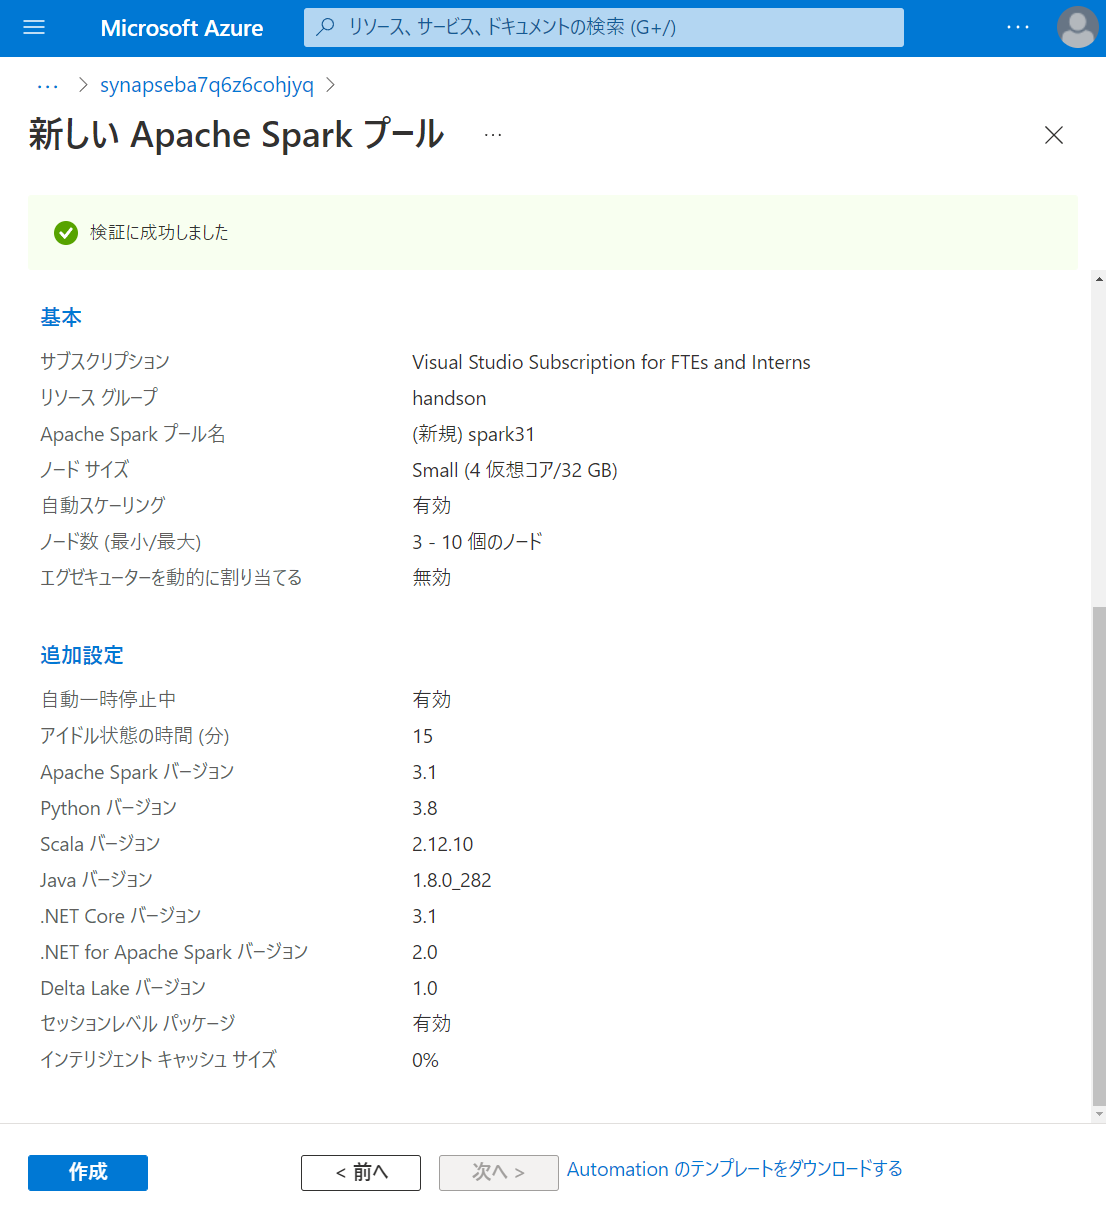 Microsoft Azure
リソース、サービス、ドキュメントの検索 (G+/)
…
… > synapseba7q6z6cohjyq >
新しい Apache Spark プール …
検証に成功しました
基本
サブスクリプション Visual Studio Subscription for FTEs and Interns
リソース グループ handson
Apache Spark プール名 (新規) spark31
ノード サイズ Small (4 仮想コア/32 GB)
自動スケーリング 有効
ノード数 (最小/最大) 3 - 10 個のノード
エグゼキューターを動的に割り当てる 無効
追加設定
自動一時停止中 有効
アイドル状態の時間 (分) 15
Apache Spark バージョン 3.1
Python バージョン 3.8
Scala バージョン 2.12.10
Java バージョン 1.8.0_282
.NET Core バージョン 3.1
.NET for Apache Spark バージョン 2.0
Delta Lake バージョン 1.0
セッションレベル パッケージ 有効
インテリジェント キャッシュ サイズ 0%
作成
< 前へ
次へ >
Automation のテンプレートをダウンロードする